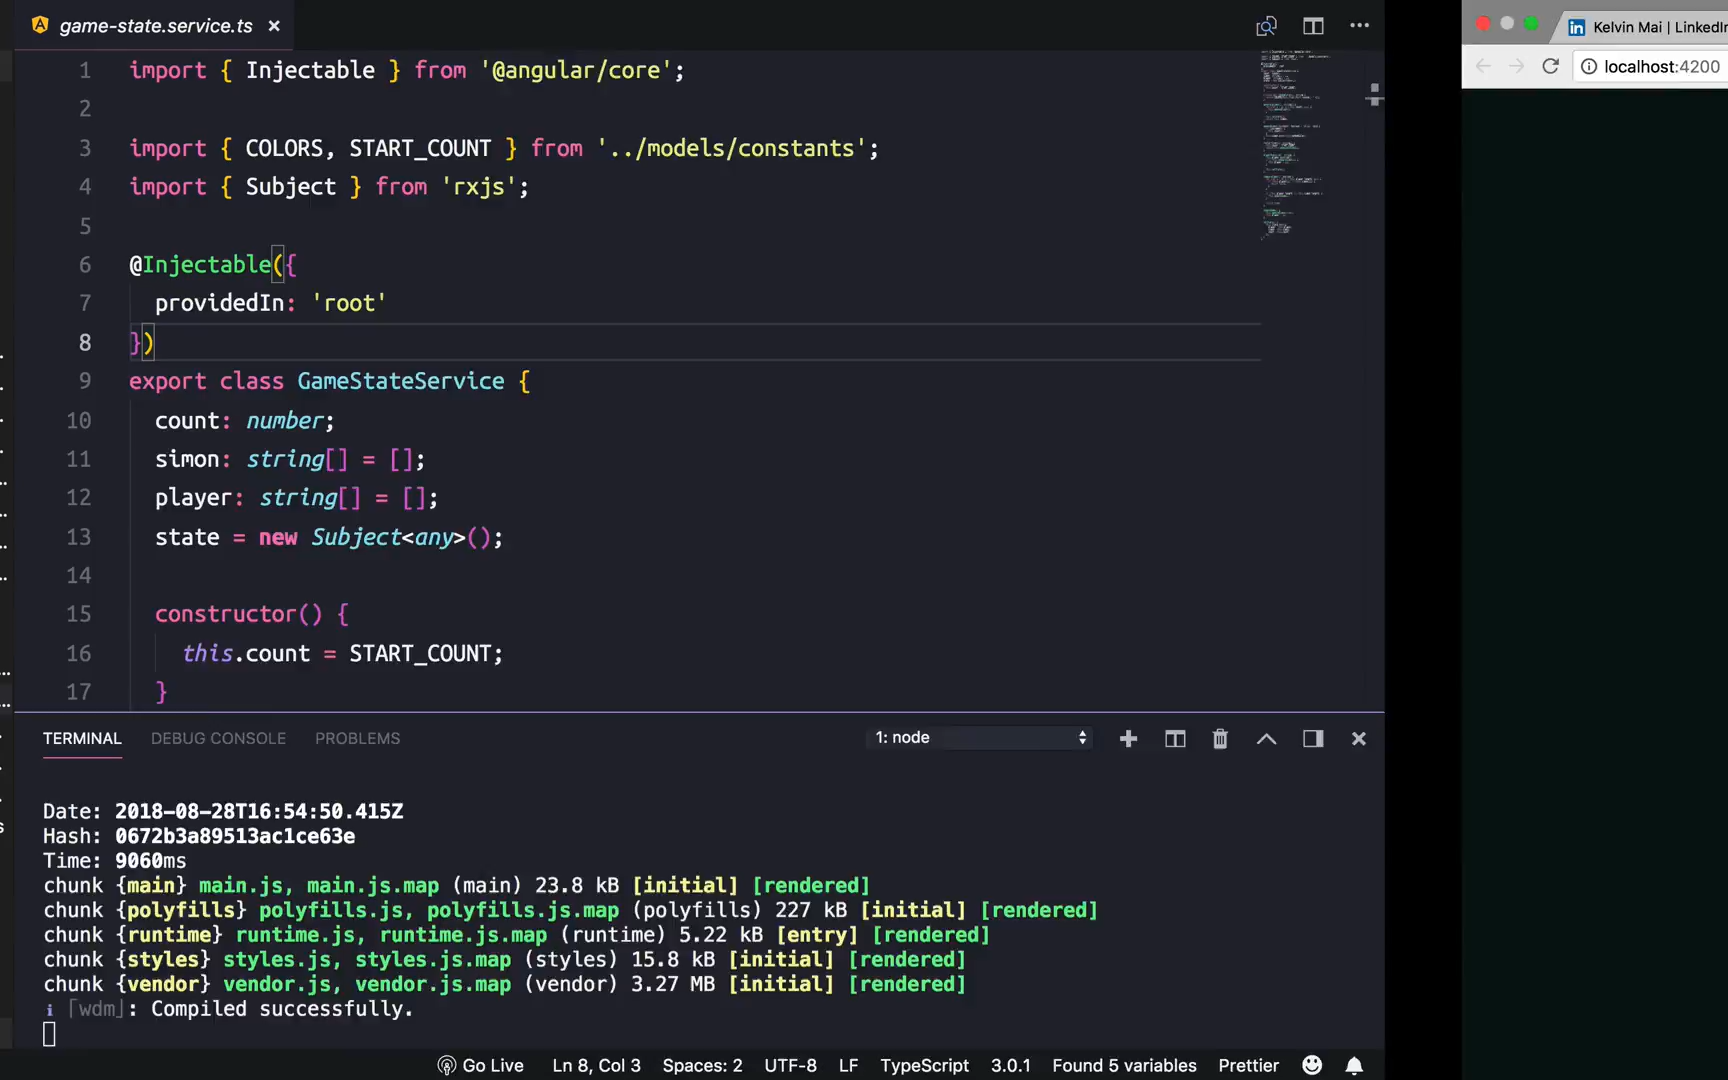 game-state.service.ts
Kelvin Mai | LinkedIn
localhost:4200
1 import { Injectable } from '@angular/core';
2
3 import { COLORS, START_COUNT } from '../models/constants';
4 import { Subject } from 'rxjs';
5
6 @Injectable({
7 providedIn: 'root'
8 })
9 export class GameStateService {
10 count: number;
11 simon: string[] = [];
12 player: string[] = [];
13 state = new Subject<any>();
14
15 constructor() {
16 this.count = START_COUNT;
17 }
TERMINAL DEBUG CONSOLE PROBLEMS 1: node
Date: 2018-08-28T16:54:50.415Z
Hash: 0672b3a89513ac1ce63e
Time: 9060ms
chunk {main} main.js, main.js.map (main) 23.8 kB [initial] [rendered]
chunk {polyfills} polyfills.js, polyfills.js.map (polyfills) 227 kB [initial] [rendered]
chunk {runtime} runtime.js, runtime.js.map (runtime) 5.22 kB [entry] [rendered]
chunk {styles} styles.js, styles.js.map (styles) 15.8 kB [initial] [rendered]
chunk {vendor} vendor.js, vendor.js.map (vendor) 3.27 MB [initial] [rendered]
i ｢wdm｣: Compiled successfully.
Go Live Ln 8, Col 3 Spaces: 2 UTF-8 LF TypeScript 3.0.1 Found 5 variables Prettier